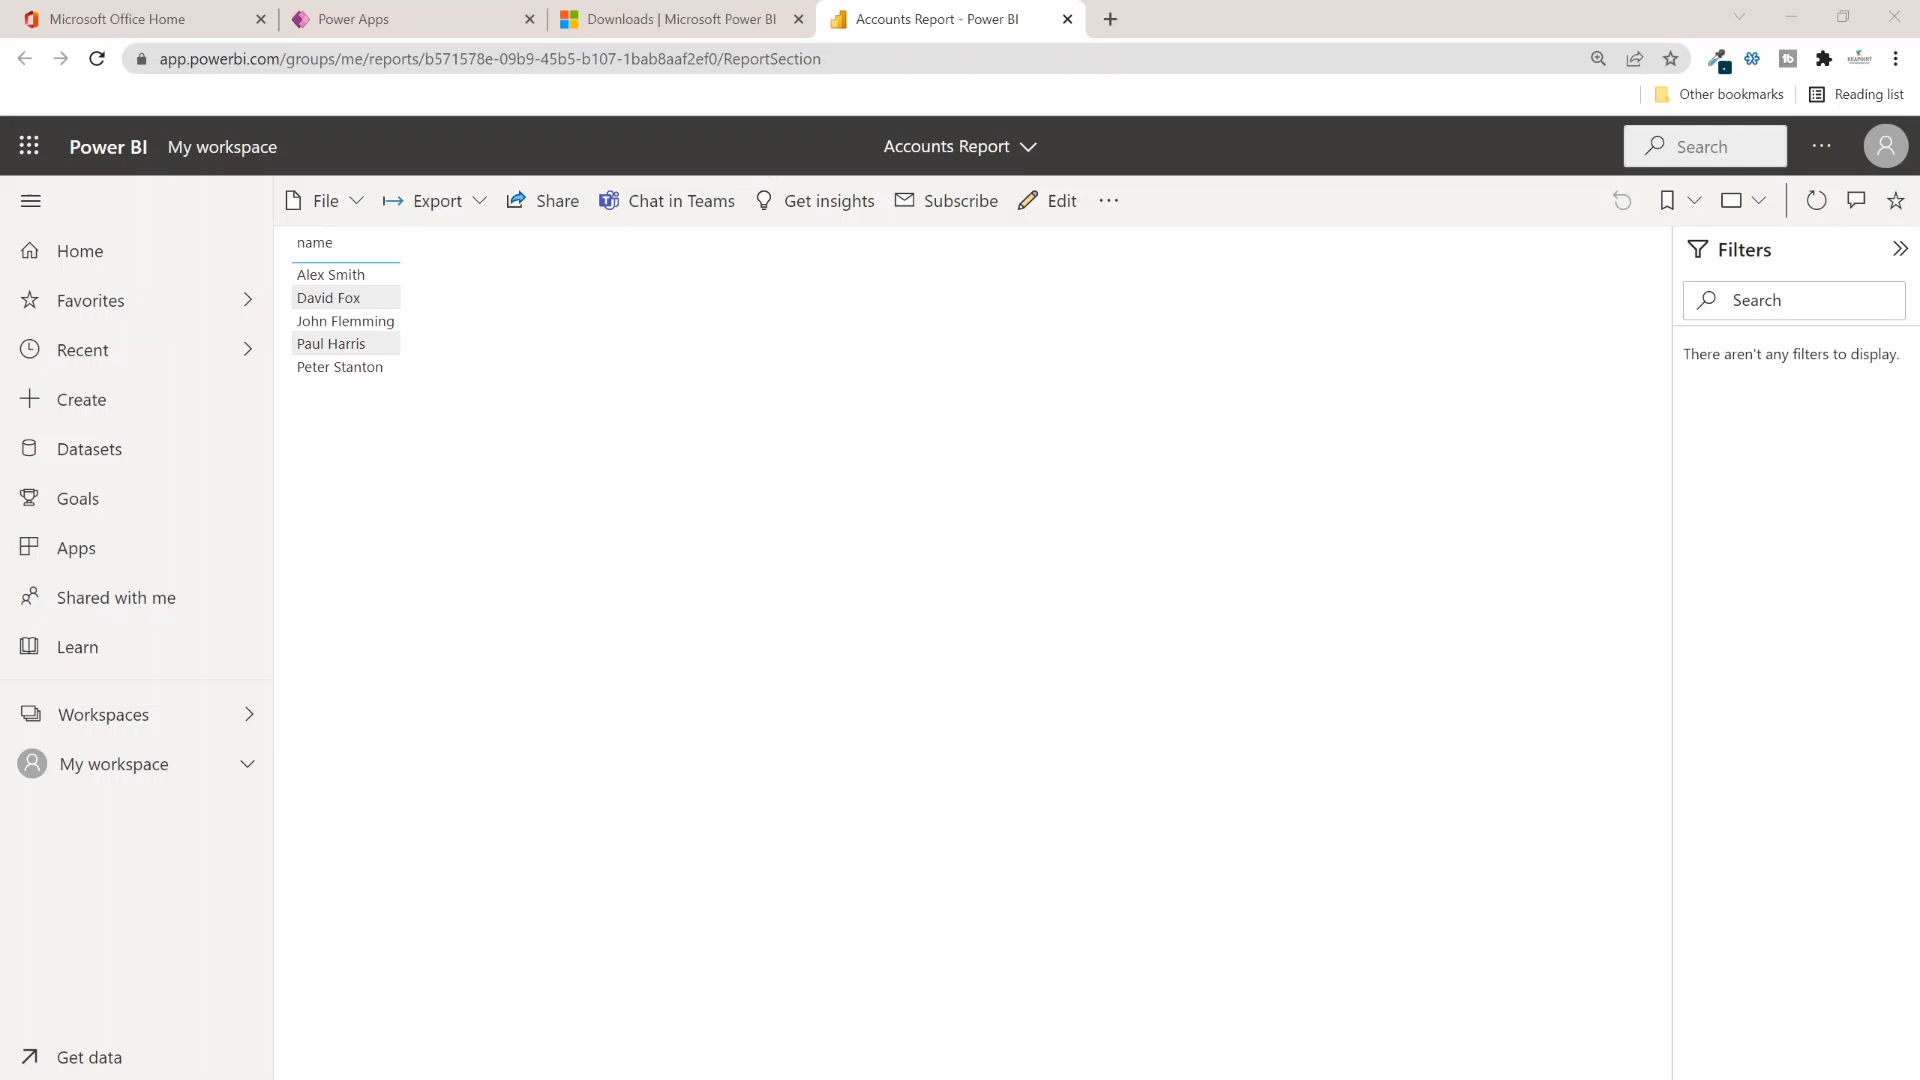 Microsoft Office Home
Power Apps
Downloads | Microsoft Power BI
Accounts Report - Power BI
app.powerbi.com/groups/me/reports/b571578e-09b9-45b5-b107-1bab8aaf2ef0/ReportSection
Other bookmarks
Reading list
Power BI
My workspace
Accounts Report
Search
File
Export
Share
Chat in Teams
Get insights
Subscribe
Edit
Home
Favorites
Recent
Create
Datasets
Goals
Apps
Shared with me
Learn
Workspaces
My workspace
Get data
name
Alex Smith
David Fox
John Flemming
Paul Harris
Peter Stanton
Filters
Search
There aren't any filters to display.